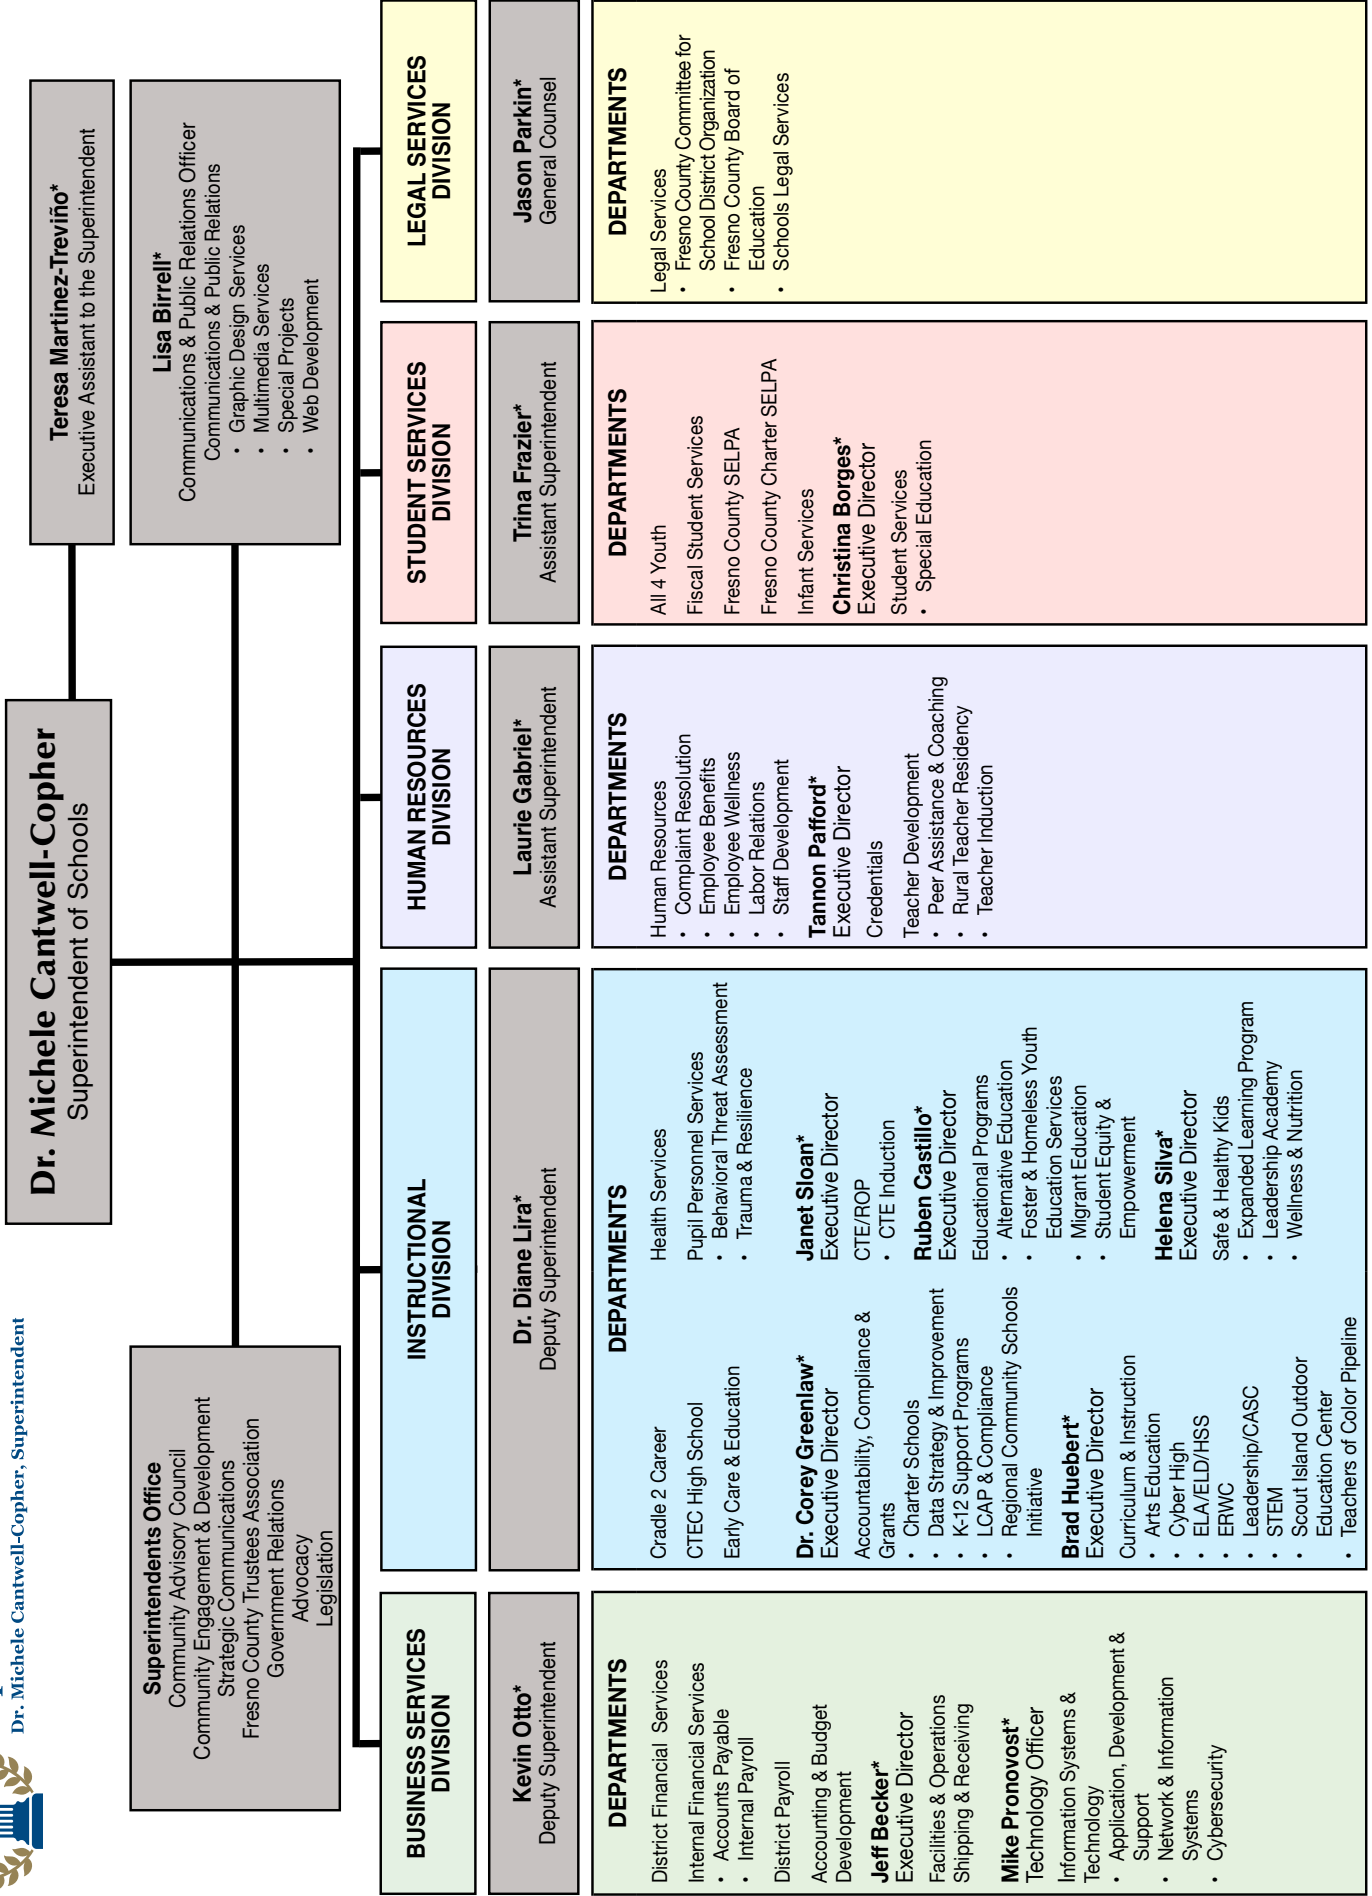 Dr. Michele Cantwell-Copher, Superintendent
Dr. Michele Cantwell-Copher
Superintendent of Schools
Teresa Martinez-Treviño*
Executive Assistant to the Superintendent
Superintendents Office
Community Advisory Council
Community Engagement & Development
Strategic Communications
Fresno County Trustees Association
Government Relations
Advocacy
Legislation
Lisa Birrell*
Communications & Public Relations Officer
Communications & Public Relations
• Graphic Design Services
• Multimedia Services
• Special Projects
• Web Development
BUSINESS SERVICES
DIVISION
Kevin Otto*
Deputy Superintendent
DEPARTMENTS
District Financial Services
Internal Financial Services
• Accounts Payable
• Internal Payroll
District Payroll
Accounting & Budget
Development
Jeff Becker*
Executive Director
Facilities & Operations
Shipping & Receiving
Mike Pronovost*
Technology Officer
Information Systems &
Technology
• Application, Development &
Support
• Network & Information
Systems
• Cybersecurity
INSTRUCTIONAL
DIVISION
Dr. Diane Lira*
Deputy Superintendent
DEPARTMENTS
Cradle 2 Career
CTEC High School
Early Care & Education
Dr. Corey Greenlaw*
Executive Director
Accountability, Compliance &
Grants
• Charter Schools
• Data Strategy & Improvement
• K-12 Support Programs
• LCAP & Compliance
• Regional Community Schools
Initiative
Brad Huebert*
Executive Director
Curriculum & Instruction
• Arts Education
• Cyber High
• ELA/ELD/HSS
• ERWC
• Leadership/CASC
• STEM
• Scout Island Outdoor
Education Center
• Teachers of Color Pipeline
Health Services
Pupil Personnel Services
• Behavioral Threat Assessment
• Trauma & Resilience
Janet Sloan*
Executive Director
CTE/ROP
• CTE Induction
Ruben Castillo*
Executive Director
Educational Programs
• Alternative Education
• Foster & Homeless Youth
Education Services
• Migrant Education
• Student Equity &
Empowerment
Helena Silva*
Executive Director
Safe & Healthy Kids
• Expanded Learning Program
• Leadership Academy
• Wellness & Nutrition
HUMAN RESOURCES
DIVISION
Laurie Gabriel*
Assistant Superintendent
DEPARTMENTS
Human Resources
• Complaint Resolution
• Employee Benefits
• Employee Wellness
• Labor Relations
• Staff Development
Tannon Pafford*
Executive Director
Credentials
Teacher Development
• Peer Assistance & Coaching
• Rural Teacher Residency
• Teacher Induction
STUDENT SERVICES
DIVISION
Trina Frazier*
Assistant Superintendent
DEPARTMENTS
All 4 Youth
Fiscal Student Services
Fresno County SELPA
Fresno County Charter SELPA
Infant Services
Christina Borges*
Executive Director
Student Services
• Special Education
LEGAL SERVICES
DIVISION
Jason Parkin*
General Counsel
DEPARTMENTS
Legal Services
• Fresno County Committee for
School District Organization
• Fresno County Board of
Education
• Schools Legal Services